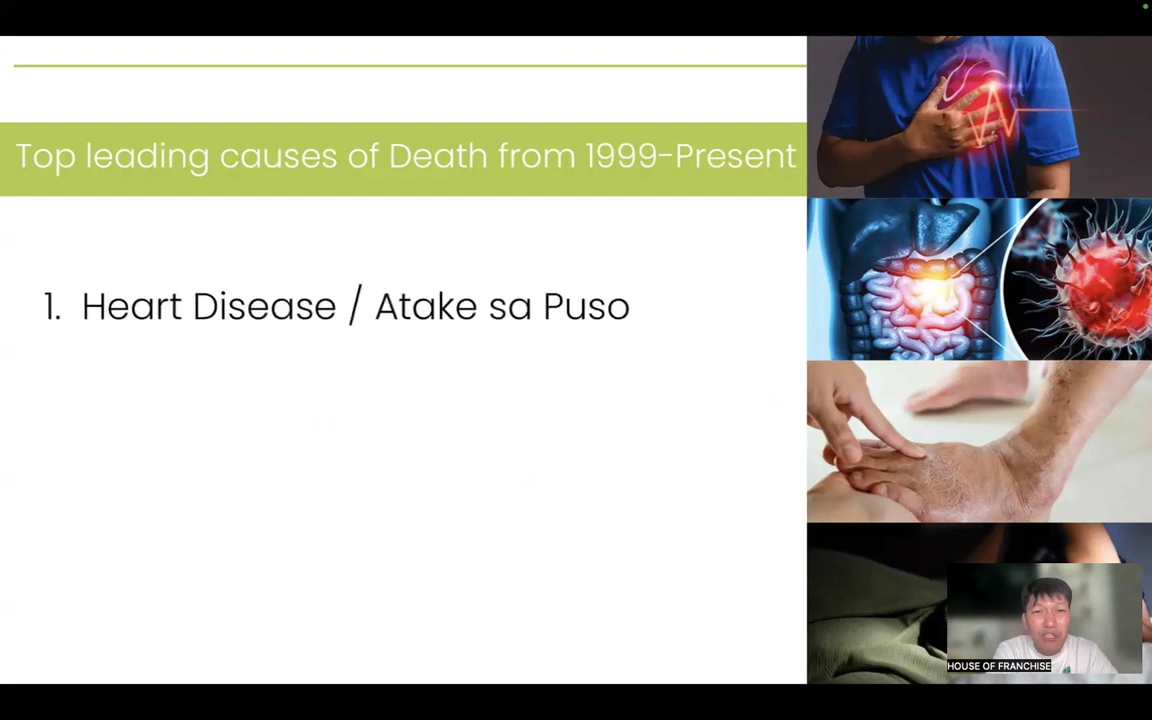 Top leading causes of Death from 1999-Present
1. Heart Disease / Atake sa Puso
HOUSE OF FRANCHISE